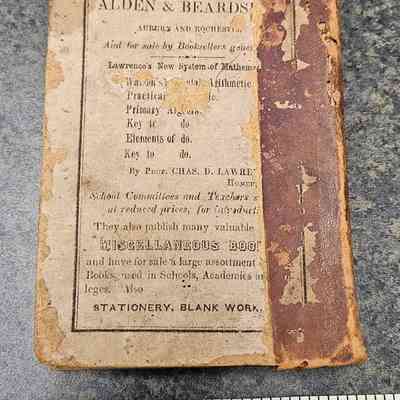 ALDEN & BEARDS
AUBURN AND ROCHESTE
And for sale by Booksellers gene
Lawrence's New System of Mathema
Arithmetic
Practical
Primary
Key to do
Elements of do.
Key to do.
By Prof. CHAS. D. LAWRE
School Committees and Teachers s
at reduced prices, for introduct
They also publish many valuable
MISCELLANEOUS BOO
and have for sale a large assortment
Books, used in Schools, Academies a
leges. Also
STATIONERY, BLANK WORK,